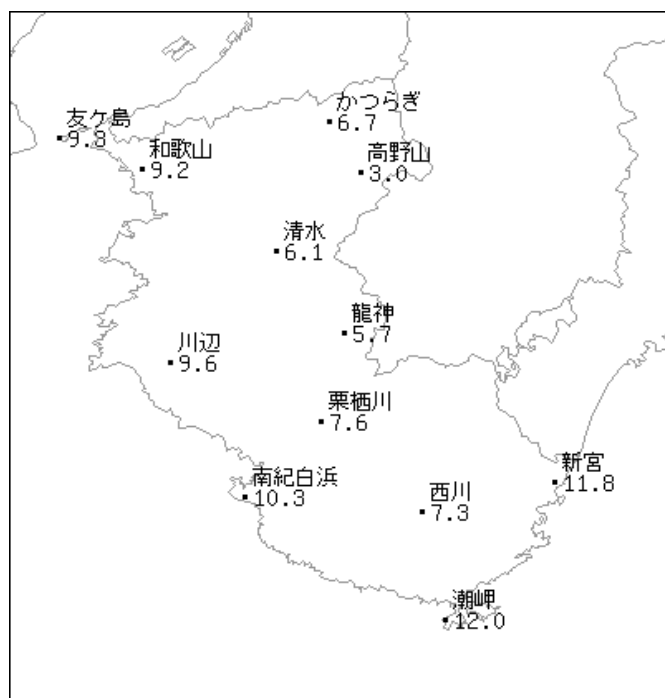 かつらぎ
6.7
友ケ島
9.8
和歌山
9.2
高野山
3.0
清水
6.1
龍神
5.7
川辺
9.6
栗栖川
7.6
新宮
11.8
南紀白浜
10.3
西川
7.3
潮岬
12.0